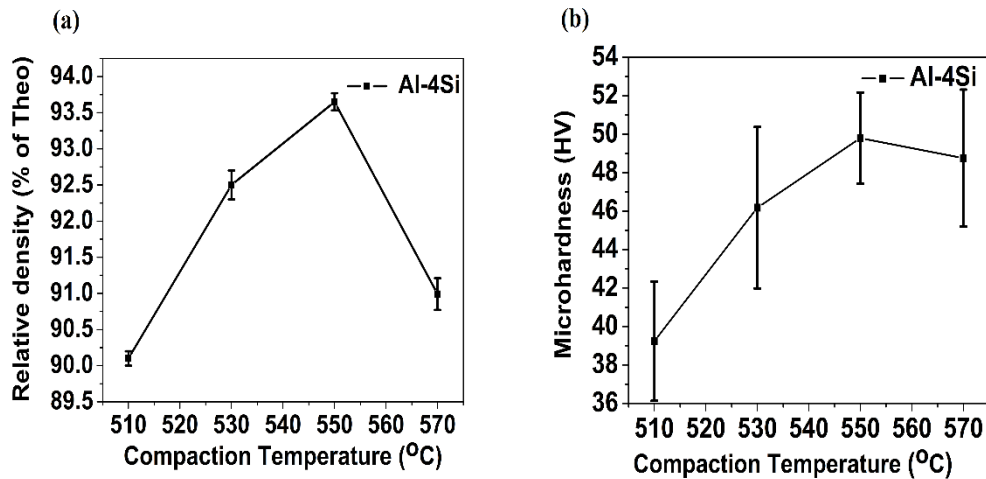 (a)
Al-4Si
Relative density (% of Theo)
94.0
93.5
93.0
92.5
92.0
91.5
91.0
90.5
90.0
89.5
510 520 530 540 550 560 570
Compaction Temperature (ºC)
(b)
Al-4Si
Microhardness (HV)
54
52
50
48
46
44
42
40
38
36
510 520 530 540 550 560 570
Compaction Temperature (ºC)